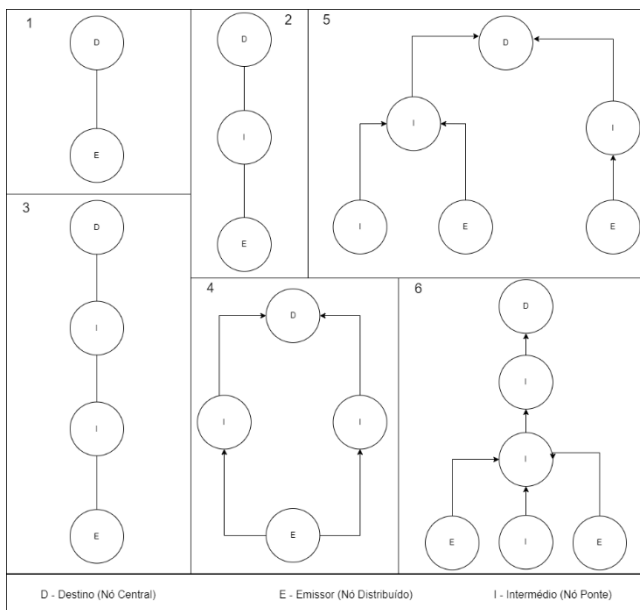 1
D
E
2
D
I
E
5
D
I
I
I
E
E
3
D
I
I
E
4
D
I
I
E
6
D
I
I
E
I
E
D - Destino (Nó Central)
E - Emissor (Nó Distribuído)
I - Intermédio (Nó Ponte)